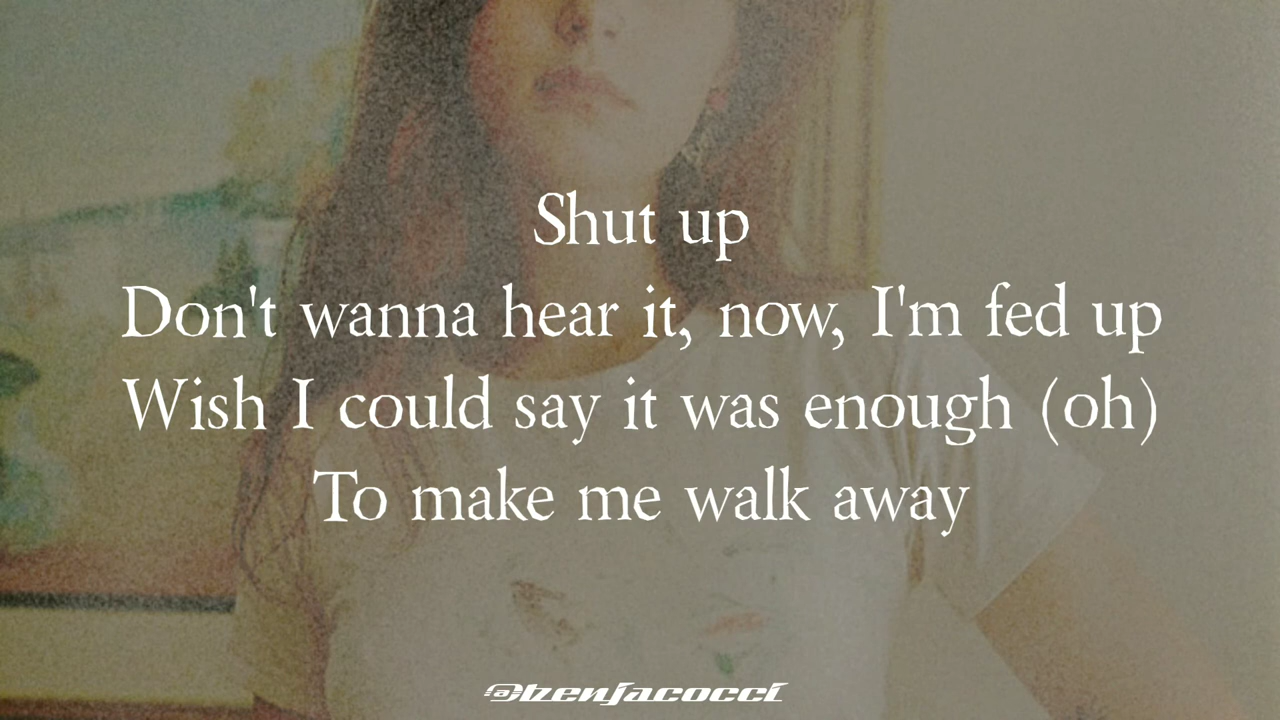 Shut up
Don't wanna hear it, now, I'm fed up
Wish I could say it was enough (oh)
To make me walk away
@benjacocci